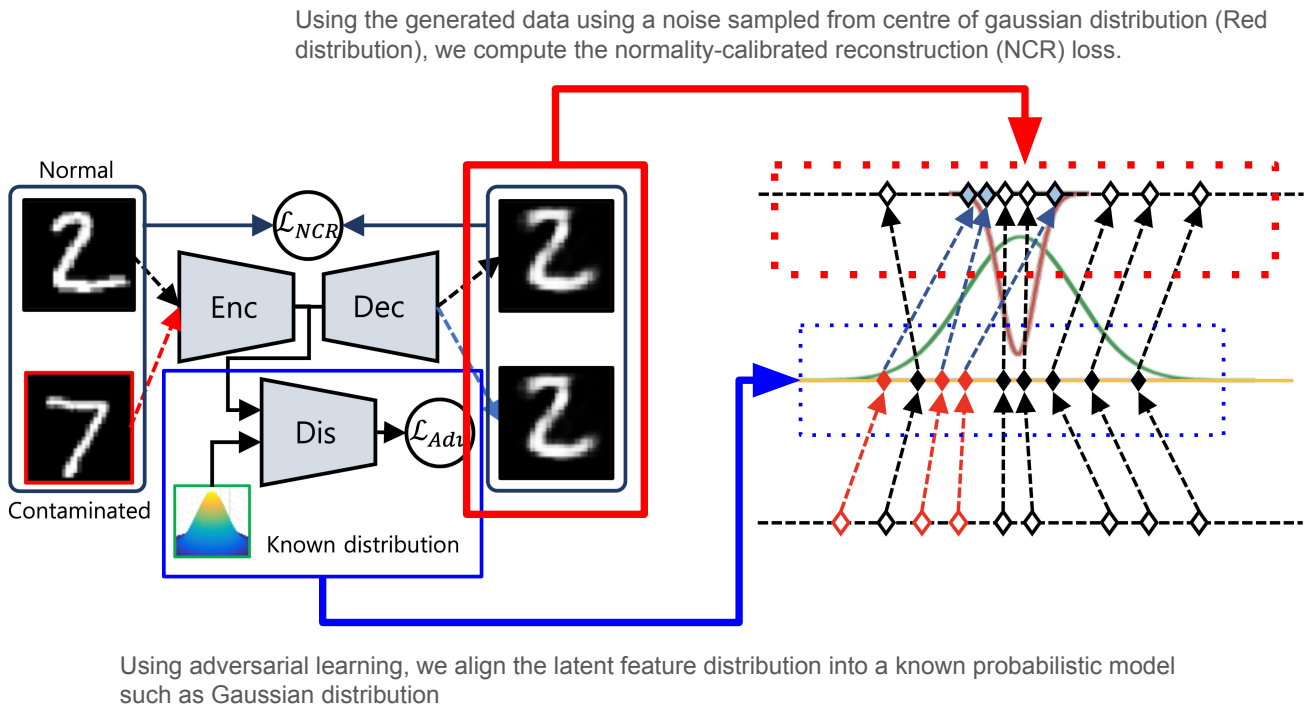 Using the generated data using a noise sampled from centre of gaussian distribution (Red
distribution), we compute the normality-calibrated reconstruction (NCR) loss.
Normal
ℒ_NCR
Enc
Dec
Dis
ℒ_Adv
Contaminated
Known distribution
Using adversarial learning, we align the latent feature distribution into a known probabilistic model
such as Gaussian distribution